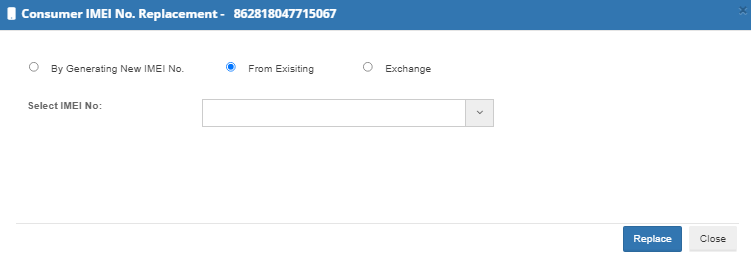 Consumer IMEI No. Replacement - 862818047715067
By Generating New IMEI No. From Exisiting Exchange
Select IMEI No:
Replace Close